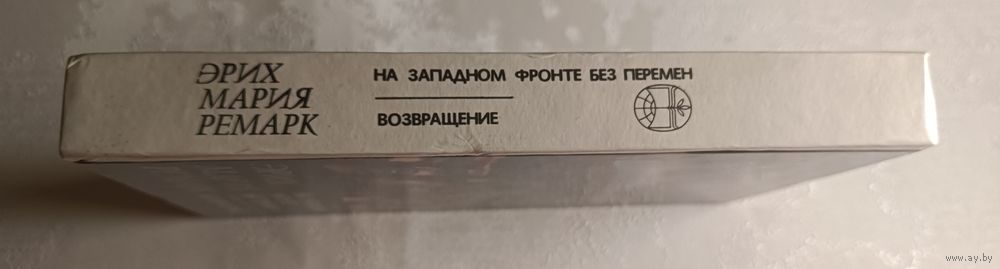 ЭРИХ
МАРИЯ
РЕМАРК
НА ЗАПАДНОМ ФРОНТЕ БЕЗ ПЕРЕМЕН
ВОЗВРАЩЕНИЕ
www.ay.by